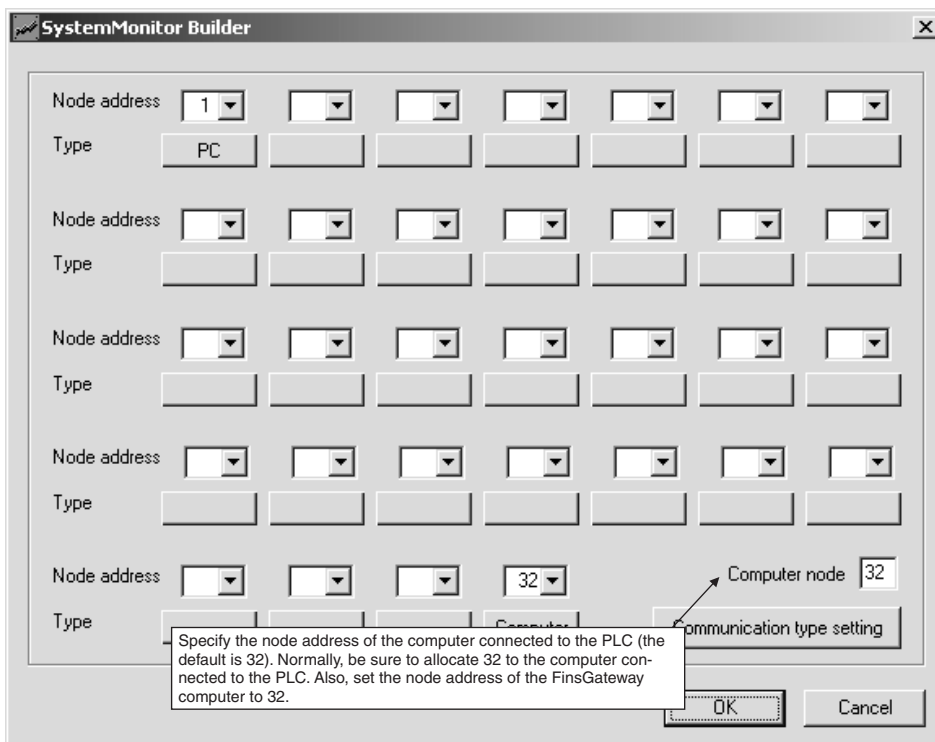 SystemMonitor Builder
Node address 1
Type PC
Node address
Type
Node address
Type
Node address
Type
Node address 32
Computer node 32
Type
Communication type setting
Specify the node address of the computer connected to the PLC (the
default is 32). Normally, be sure to allocate 32 to the computer con-
nected to the PLC. Also, set the node address of the FinsGateway
computer to 32.
OK Cancel